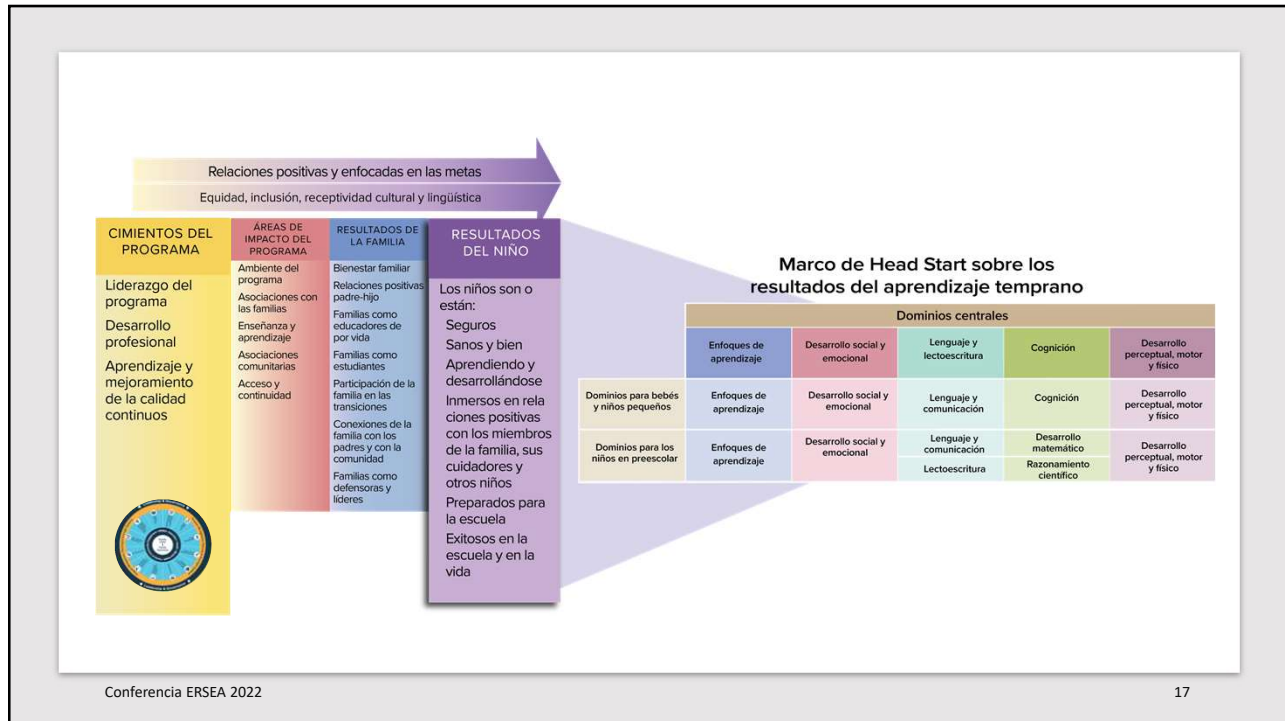 Relaciones positivas y enfocadas en las metas
Equidad, inclusión, receptividad cultural y lingüística
CIMIENTOS DEL
PROGRAMA
Liderazgo del
programa
Desarrollo
profesional
Aprendizaje y
mejoramiento
de la calidad
continuos
ÁREAS DE
IMPACTO DEL
PROGRAMA
Ambiente del
programa
Asociaciones con
las familias
Enseñanza y
aprendizaje
Asociaciones
comunitarias
Acceso y
continuidad
RESULTADOS DE
LA FAMILIA
Bienestar familiar
Relaciones positivas
padre-hijo
Familias como
educadores de
por vida
Familias como
estudiantes
Participación de la
familia en las
transiciones
Conexiones de la
familia con los
padres y con la
comunidad
Familias como
defensoras y
líderes
RESULTADOS
DEL NIÑO
Los niños son o
están:
Seguros
Sanos y bien
Aprendiendo y
desarrollándose
Inmersos en rela
ciones positivas
con los miembros
de la familia, sus
cuidadores y
otros niños
Preparados para
la escuela
Exitosos en la
escuela y en la
vida
Marco de Head Start sobre los
resultados del aprendizaje temprano
Dominios centrales
Enfoques de
aprendizaje
Desarrollo social y
emocional
Lenguaje y
lectoescritura
Cognición
Desarrollo
perceptual, motor
y físico
Dominios para bebés
y niños pequeños
Enfoques de
aprendizaje
Desarrollo social y
emocional
Lenguaje y
comunicación
Cognición
Desarrollo
perceptual, motor
y físico
Dominios para los
niños en preescolar
Enfoques de
aprendizaje
Desarrollo social y
emocional
Lenguaje y
comunicación
Lectoescritura
Desarrollo
matemático
Razonamiento
científico
Desarrollo
perceptual, motor
y físico
Conferencia ERSEA 2022
17